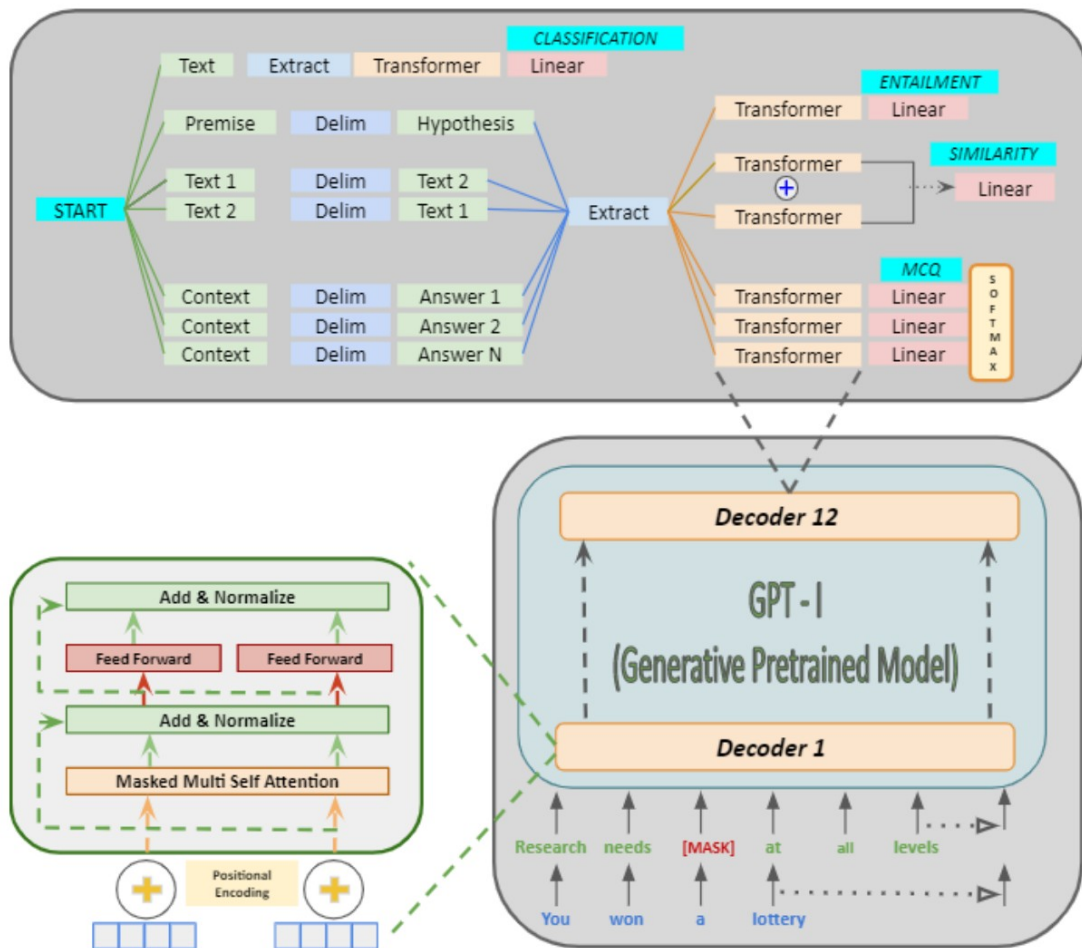 CLASSIFICATION
Text Extract Transformer Linear
ENTAILMENT
Premise Delim Hypothesis Transformer Linear
SIMILARITY
Text 1 Delim Text 2 Transformer
Linear
START Text 2 Delim Text 1 Extract Transformer
MCQ
Context Delim Answer 1 Transformer Linear
Context Delim Answer 2 Transformer Linear
Context Delim Answer N Transformer Linear
SOFTMAX
Decoder 12
GPT - I
(Generative Pretrained Model)
Decoder 1
Research needs [MASK] at all levels
You won a lottery
Add & Normalize
Feed Forward Feed Forward
Add & Normalize
Masked Multi Self Attention
Positional
Encoding